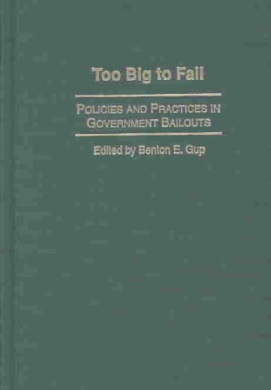 Too Big to Fail
POLICIES AND PRACTICES IN
GOVERNMENT BAILOUTS
Edited by Benton E. Gup